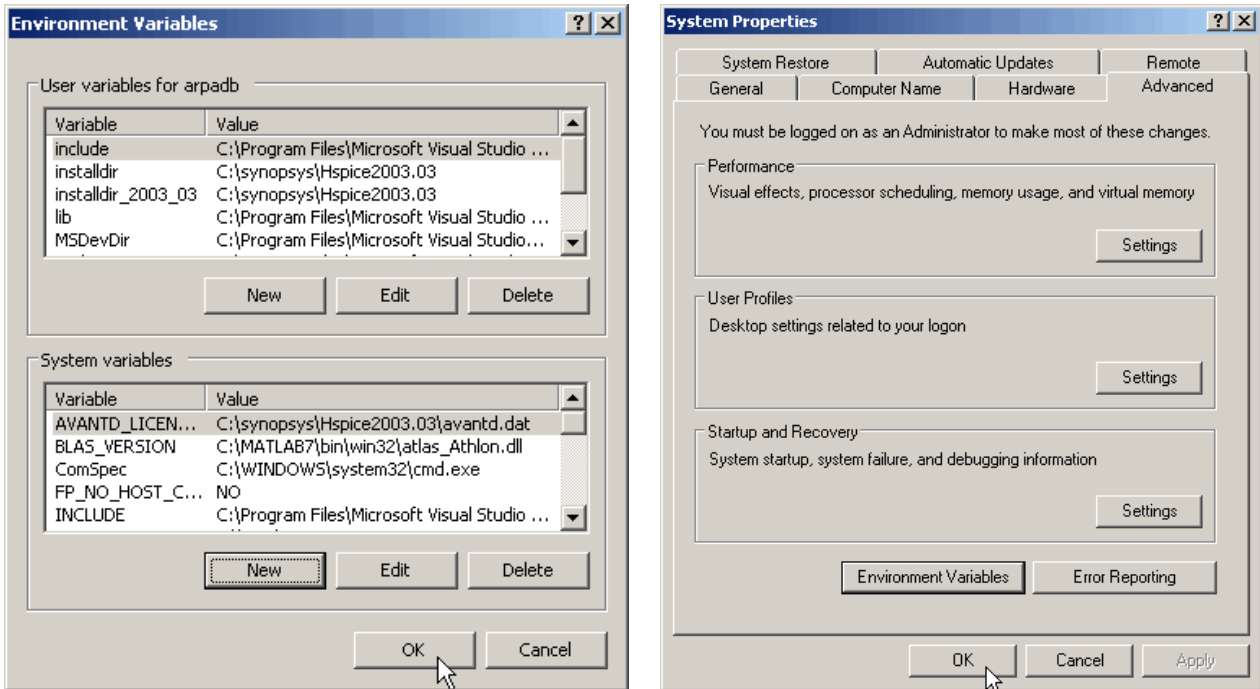 Environment Variables
User variables for arpadb
Variable Value
include C:\Program Files\Microsoft Visual Studio ...
installdir C:\synopsys\Hspice2003.03
installdir_2003_03 C:\synopsys\Hspice2003.03
lib C:\Program Files\Microsoft Visual Studio ...
MSDevDir C:\Program Files\Microsoft Visual Studio...
New Edit Delete
System variables
Variable Value
AVANTD_LICEN... C:\synopsys\Hspice2003.03\avantd.dat
BLAS_VERSION C:\MATLAB7\bin\win32\atlas_Athlon.dll
ComSpec C:\WINDOWS\system32\cmd.exe
FP_NO_HOST_C... NO
INCLUDE C:\Program Files\Microsoft Visual Studio ...
New Edit Delete
OK Cancel
System Properties
System Restore Automatic Updates Remote
General Computer Name Hardware Advanced
You must be logged on as an Administrator to make most of these changes.
Performance
Visual effects, processor scheduling, memory usage, and virtual memory
Settings
User Profiles
Desktop settings related to your logon
Settings
Startup and Recovery
System startup, system failure, and debugging information
Settings
Environment Variables Error Reporting
OK Cancel Apply